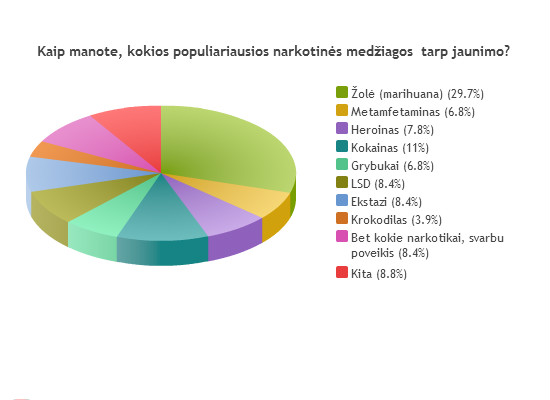 Kaip manote, kokios populiariausios narkotinės medžiagos tarp jaunimo?
Žolė (marihuana) (29.7%)
Metamfetaminas (6.8%)
Heroinas (7.8%)
Kokainas (11%)
Grybukai (6.8%)
LSD (8.4%)
Ekstazi (8.4%)
Krokodilas (3.9%)
Bet kokie narkotikai, svarbu
poveikis (8.4%)
Kita (8.8%)